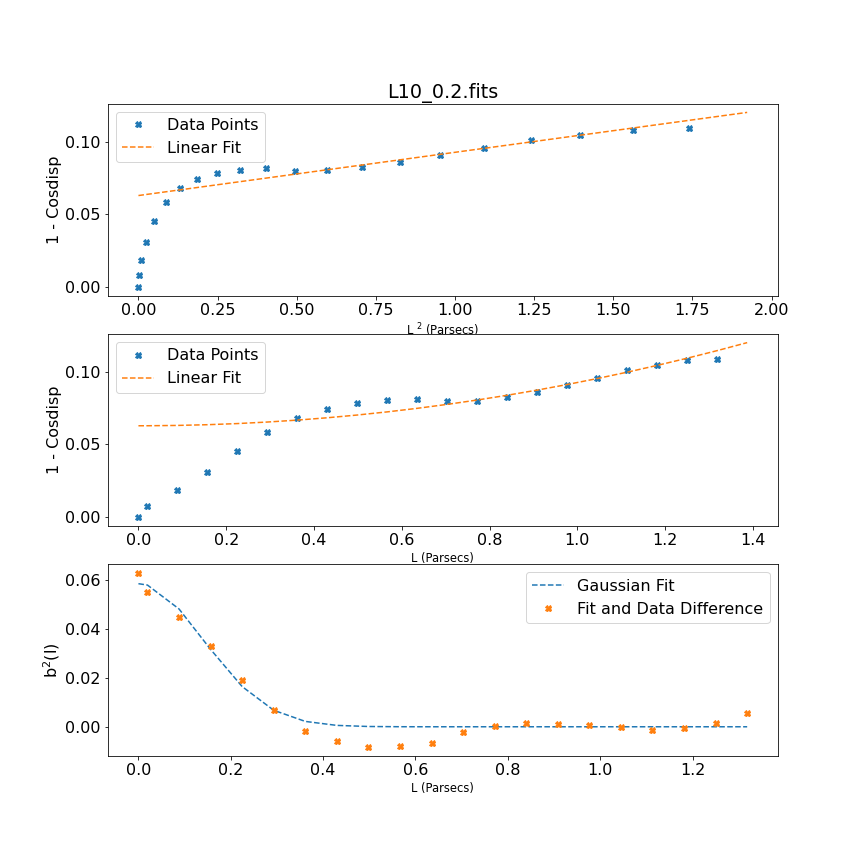 L10_0.2.fits
Data Points
Linear Fit
1 - Cosdisp
0.10
0.05
0.00
0.00 0.25 0.50 0.75 1.00 1.25 1.50 1.75 2.00
L ² (Parsecs)
Data Points
Linear Fit
1 - Cosdisp
0.10
0.05
0.00
0.0 0.2 0.4 0.6 0.8 1.0 1.2 1.4
L (Parsecs)
Gaussian Fit
Fit and Data Difference
b²(l)
0.06
0.04
0.02
0.00
0.0 0.2 0.4 0.6 0.8 1.0 1.2
L (Parsecs)